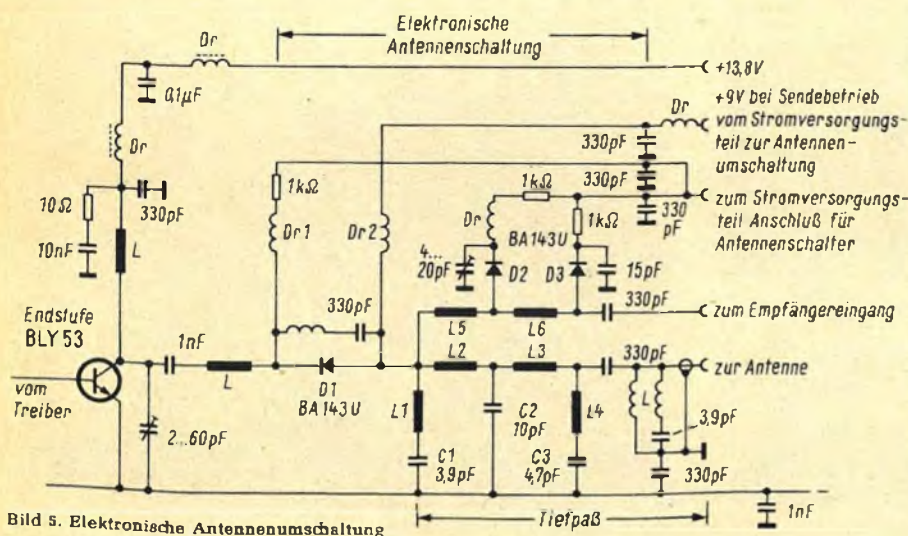 Elektronische
Antennenschaltung
Dr
+13,8V
0,1µF
Dr
+9V bei Sendebetrieb
vom Stromversorgungs-
teil zur Antennen-
umschaltung
Dr
330pF
330pF
10Ω
330pF
10nF
L
1kΩ
Dr1
Dr2
1kΩ
Dr
1kΩ
330
pF
zum Stromversorgungs-
teil Anschluß für
Antennenschalter
BA143U
4...
20pF
D2
D3
15pF
330pF
330pF
zum Empfängereingang
Endstufe
BLY53
1nF
L5
L6
L2
L3
330pF
zur Antenne
vom
Treiber
L
D1
BA143U
L1
C2
10pF
L4
L
3,9pF
2...60pF
C1
3,9pF
C3
4,7pF
330pF
1nF
Tiefpaß
Bild 5. Elektronische Antennenumschaltung